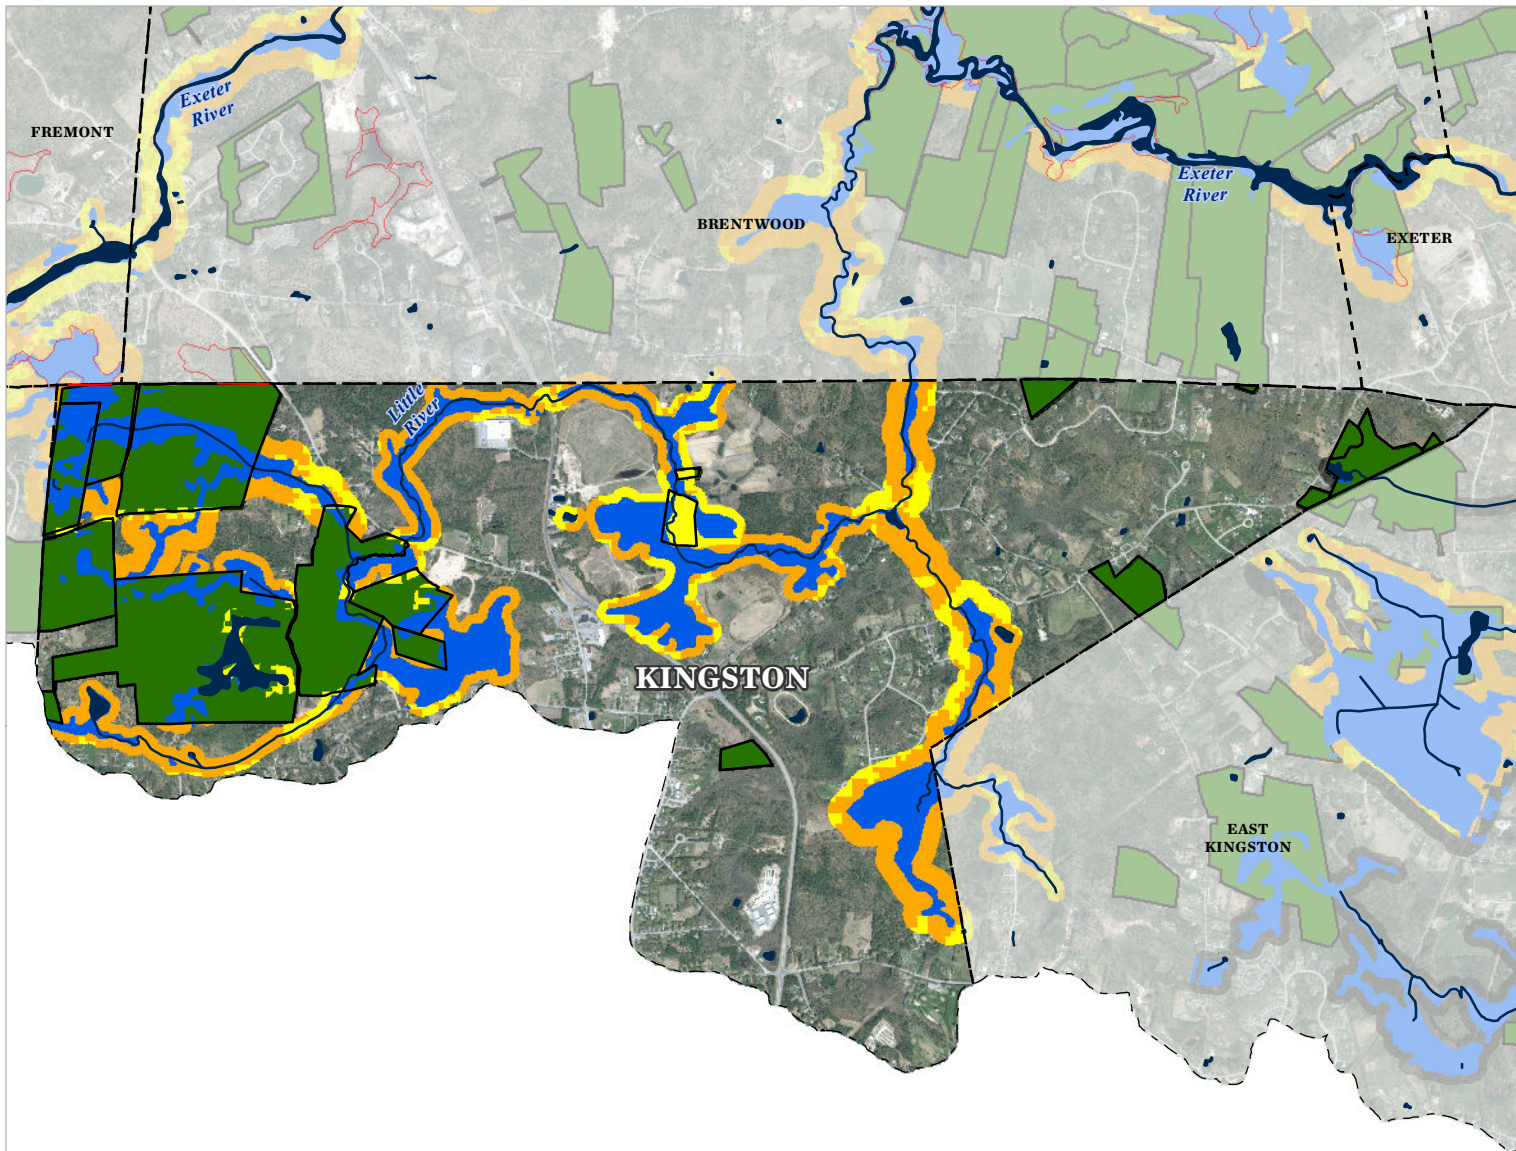 Exeter
River
FREMONT
BRENTWOOD
Exeter
River
EXETER
Little
River
KINGSTON
EAST
KINGSTON